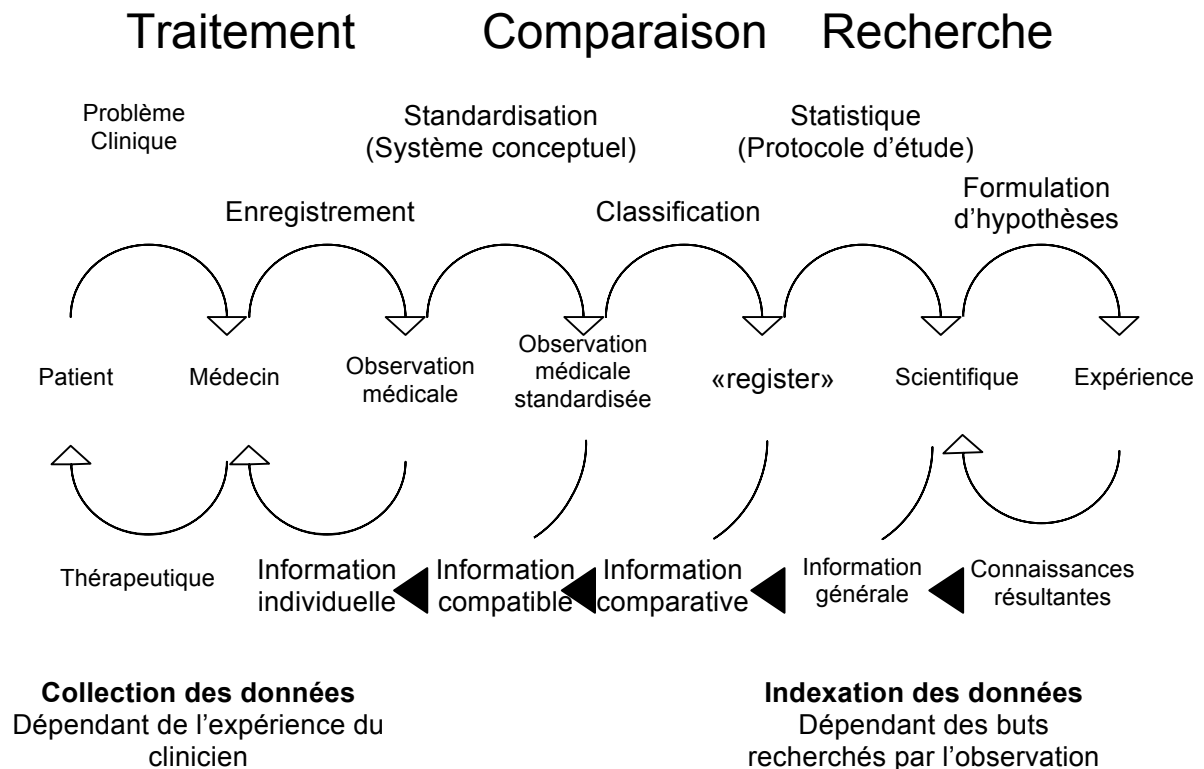 Traitement Comparaison Recherche
Problème
Clinique
Standardisation
(Système conceptuel)
Statistique
(Protocole d'étude)
Enregistrement
Classification
Formulation
d'hypothèses
Patient
Médecin
Observation
médicale
Observation
médicale
standardisée
«register»
Scientifique
Expérience
Thérapeutique
Information
individuelle
Information
compatible
Information
comparative
Information
générale
Connaissances
résultantes
Collection des données
Dépendant de l'expérience du
clinicien
Indexation des données
Dépendant des buts
recherchés par l'observation